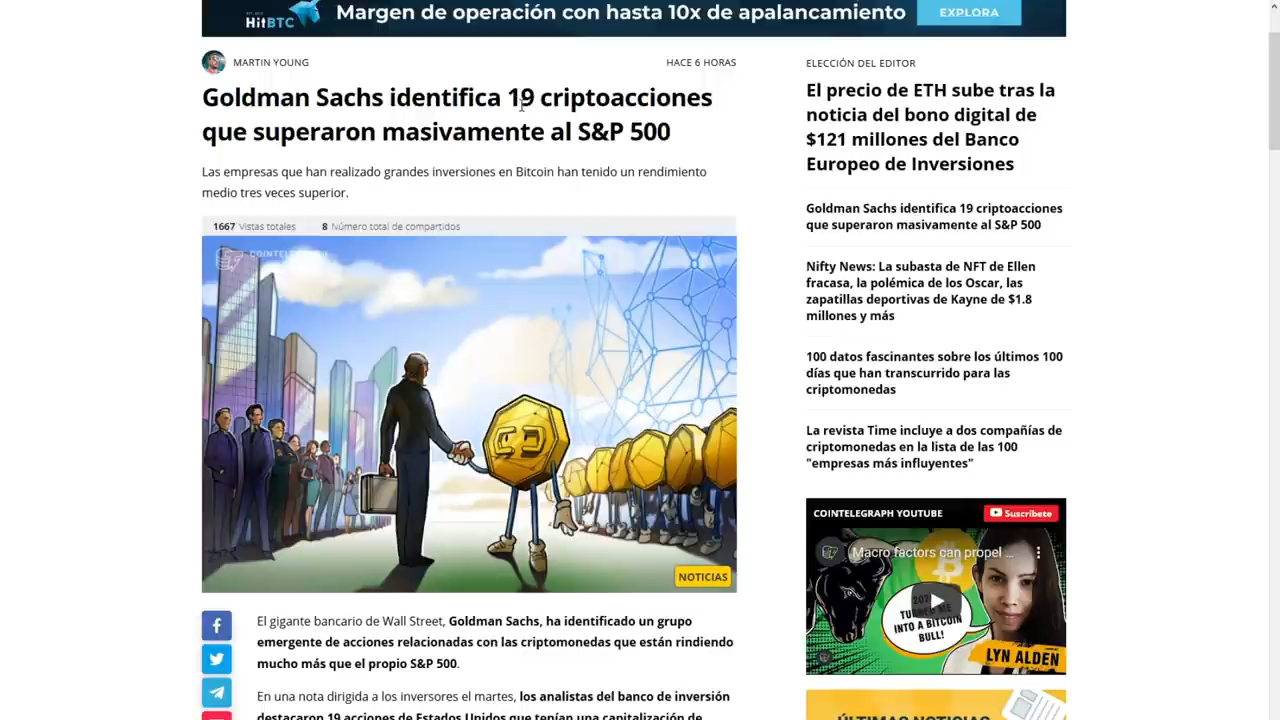 HitBTC
Margen de operación con hasta 10x de apalancamiento
EXPLORA
MARTIN YOUNG
HACE 6 HORAS
Goldman Sachs identifica 19 criptoacciones
que superaron masivamente al S&P 500
Las empresas que han realizado grandes inversiones en Bitcoin han tenido un rendimiento
medio tres veces superior.
1667 Vistas totales
8 Número total de compartidos
COINTELEGRAPH
NOTICIAS
El gigante bancario de Wall Street, Goldman Sachs, ha identificado un grupo
emergente de acciones relacionadas con las criptomonedas que están rindiendo
mucho más que el propio S&P 500.
En una nota dirigida a los inversores el martes, los analistas del banco de inversión
destacaron 19 acciones de Estados Unidos que tenían una capitalización de
ELECCIÓN DEL EDITOR
El precio de ETH sube tras la
noticia del bono digital de
$121 millones del Banco
Europeo de Inversiones
Goldman Sachs identifica 19 criptoacciones
que superaron masivamente al S&P 500
Nifty News: La subasta de NFT de Ellen
fracasa, la polémica de los Oscar, las
zapatillas deportivas de Kayne de $1.8
millones y más
100 datos fascinantes sobre los últimos 100
días que han transcurrido para las
criptomonedas
La revista Time incluye a dos compañías de
criptomonedas en la lista de las 100
"empresas más influyentes"
COINTELEGRAPH YOUTUBE
Suscríbete
Macro factors can propel ...
TURNED ME
INTO A BITCOIN
BULL!
LYN ALDEN
ÚLTIMAS NOTICIAS